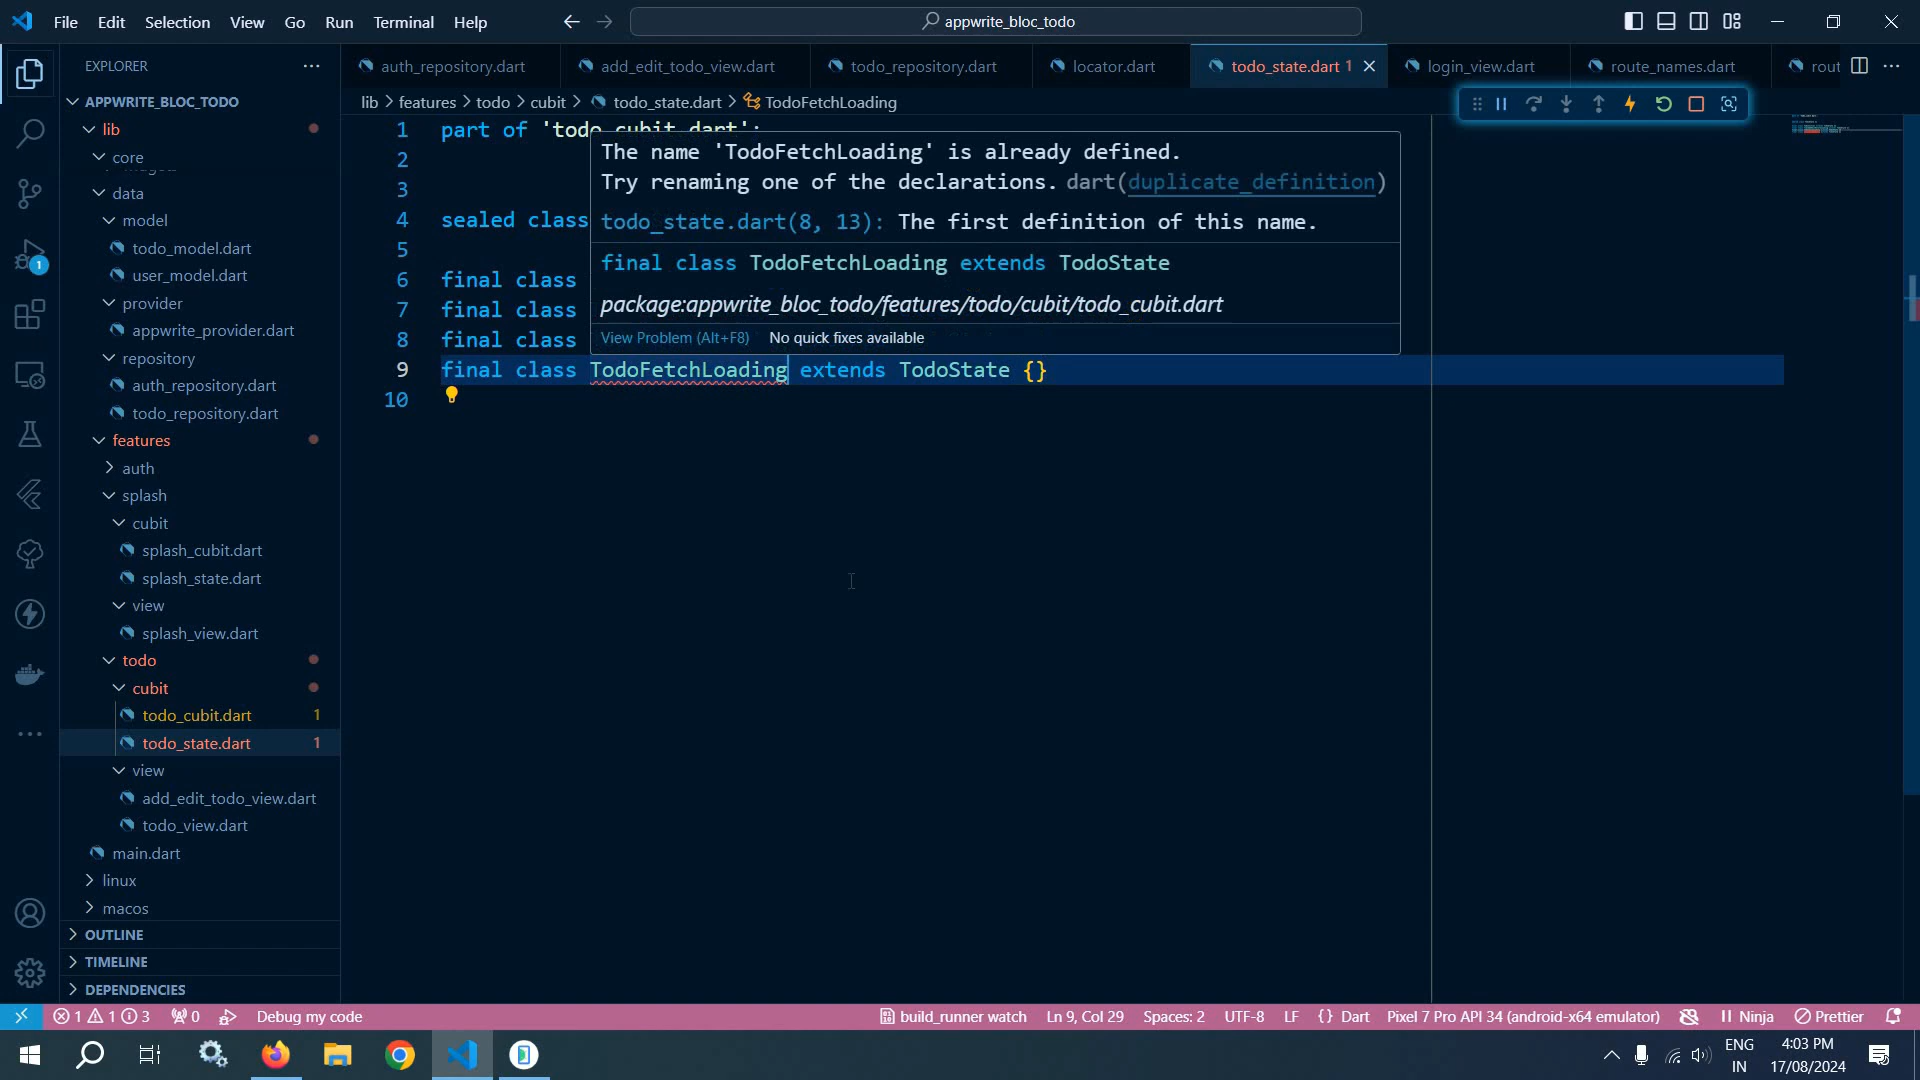 File Edit Selection View Go Run Terminal Help
appwrite_bloc_todo
EXPLORER
auth_repository.dart
add_edit_todo_view.dart
todo_repository.dart
locator.dart
todo_state.dart 1
login_view.dart
route_names.dart
rout
lib > features > todo > cubit > todo_state.dart > TodoFetchLoading
APPWRITE_BLOC_TODO
lib
core
data
model
todo_model.dart
user_model.dart
provider
appwrite_provider.dart
repository
auth_repository.dart
todo_repository.dart
features
auth
splash
cubit
splash_cubit.dart
splash_state.dart
view
splash_view.dart
todo
cubit
todo_cubit.dart 1
todo_state.dart 1
view
add_edit_todo_view.dart
todo_view.dart
main.dart
linux
macos
OUTLINE
TIMELINE
DEPENDENCIES
1 part of 'todo_cubit.dart';
2
3
4 sealed class
5
6 final class
7 final class
8 final class
9 final class TodoFetchLoading extends TodoState {}
10
The name 'TodoFetchLoading' is already defined.
Try renaming one of the declarations. dart(duplicate_definition)
todo_state.dart(8, 13): The first definition of this name.
final class TodoFetchLoading extends TodoState
package:appwrite_bloc_todo/features/todo/cubit/todo_cubit.dart
View Problem (Alt+F8) No quick fixes available
1
1 1 3 0 Debug my code build_runner watch Ln 9, Col 29 Spaces: 2 UTF-8 LF {} Dart Pixel 7 Pro API 34 (android-x64 emulator) Ninja Prettier
ENG
IN
4:03 PM
17/08/2024